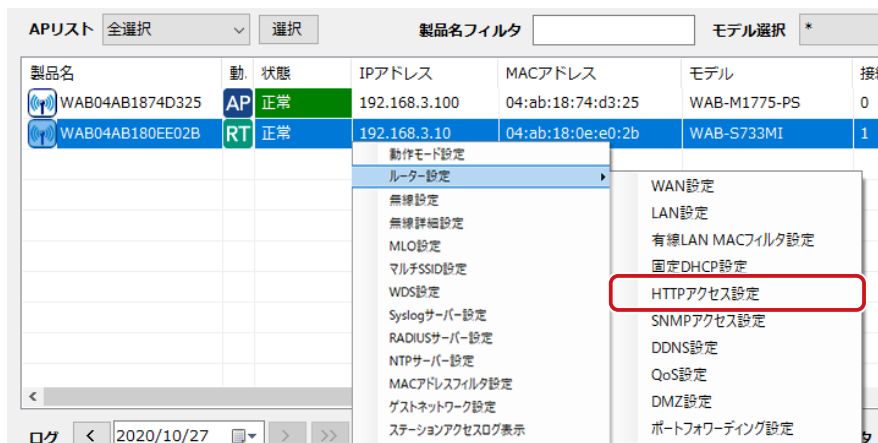 APリスト 全選択 選択 製品名フィルタ モデル選択 *
製品名 動. 状態 IPアドレス MACアドレス モデル 接
WAB04AB1874D325 AP 正常 192.168.3.100 04:ab:18:74:d3:25 WAB-M1775-PS 0
WAB04AB180EE02B RT 正常 192.168.3.10 04:ab:18:0e:e0:2b WAB-S733MI 1
動作モード設定
ルーター設定
無線設定
無線詳細設定
MLO設定
マルチSSID設定
WDS設定
Syslogサーバー設定
RADIUSサーバー設定
NTPサーバー設定
MACアドレスフィルタ設定
ゲストネットワーク設定
ステーションアクセスログ表示
WAN設定
LAN設定
有線LAN MACフィルタ設定
固定DHCP設定
HTTPアクセス設定
SNMPアクセス設定
DDNS設定
QoS設定
DMZ設定
ポートフォワーディング設定
<
ログ < 2020/10/27 > >> タ